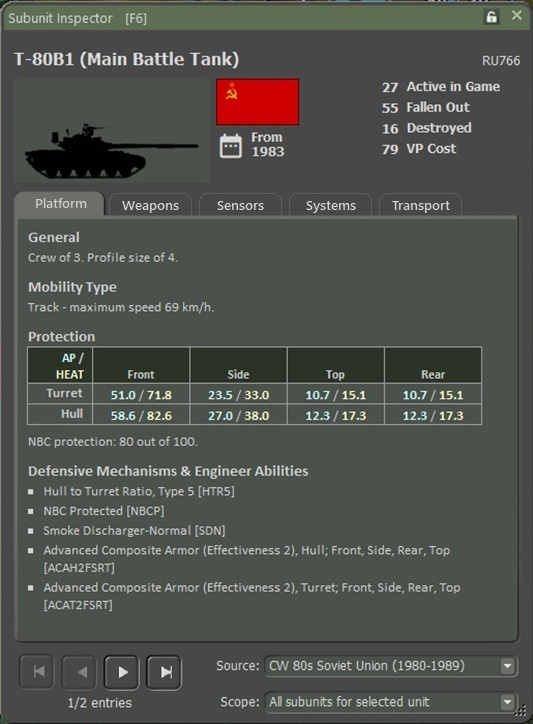 Subunit Inspector [F6]
T-80B1 (Main Battle Tank)
RU766
27 Active in Game
55 Fallen Out
16 Destroyed
79 VP Cost
From
1983
Platform Weapons Sensors Systems Transport
General
Crew of 3. Profile size of 4.
Mobility Type
Track - maximum speed 69 km/h.
Protection
AP /
HEAT Front Side Top Rear
Turret 51.0 / 71.8 23.5 / 33.0 10.7 / 15.1 10.7 / 15.1
Hull 58.6 / 82.6 27.0 / 38.0 12.3 / 17.3 12.3 / 17.3
NBC protection: 80 out of 100.
Defensive Mechanisms & Engineer Abilities
Hull to Turret Ratio, Type 5 [HTR5]
NBC Protected [NBCP]
Smoke Discharger-Normal [SDN]
Advanced Composite Armor (Effectiveness 2), Hull; Front, Side, Rear, Top
[ACAH2FSRT]
Advanced Composite Armor (Effectiveness 2), Turret; Front, Side, Rear, Top
[ACAT2FSRT]
Source: CW 80s Soviet Union (1980-1989)
1/2 entries
Scope: All subunits for selected unit